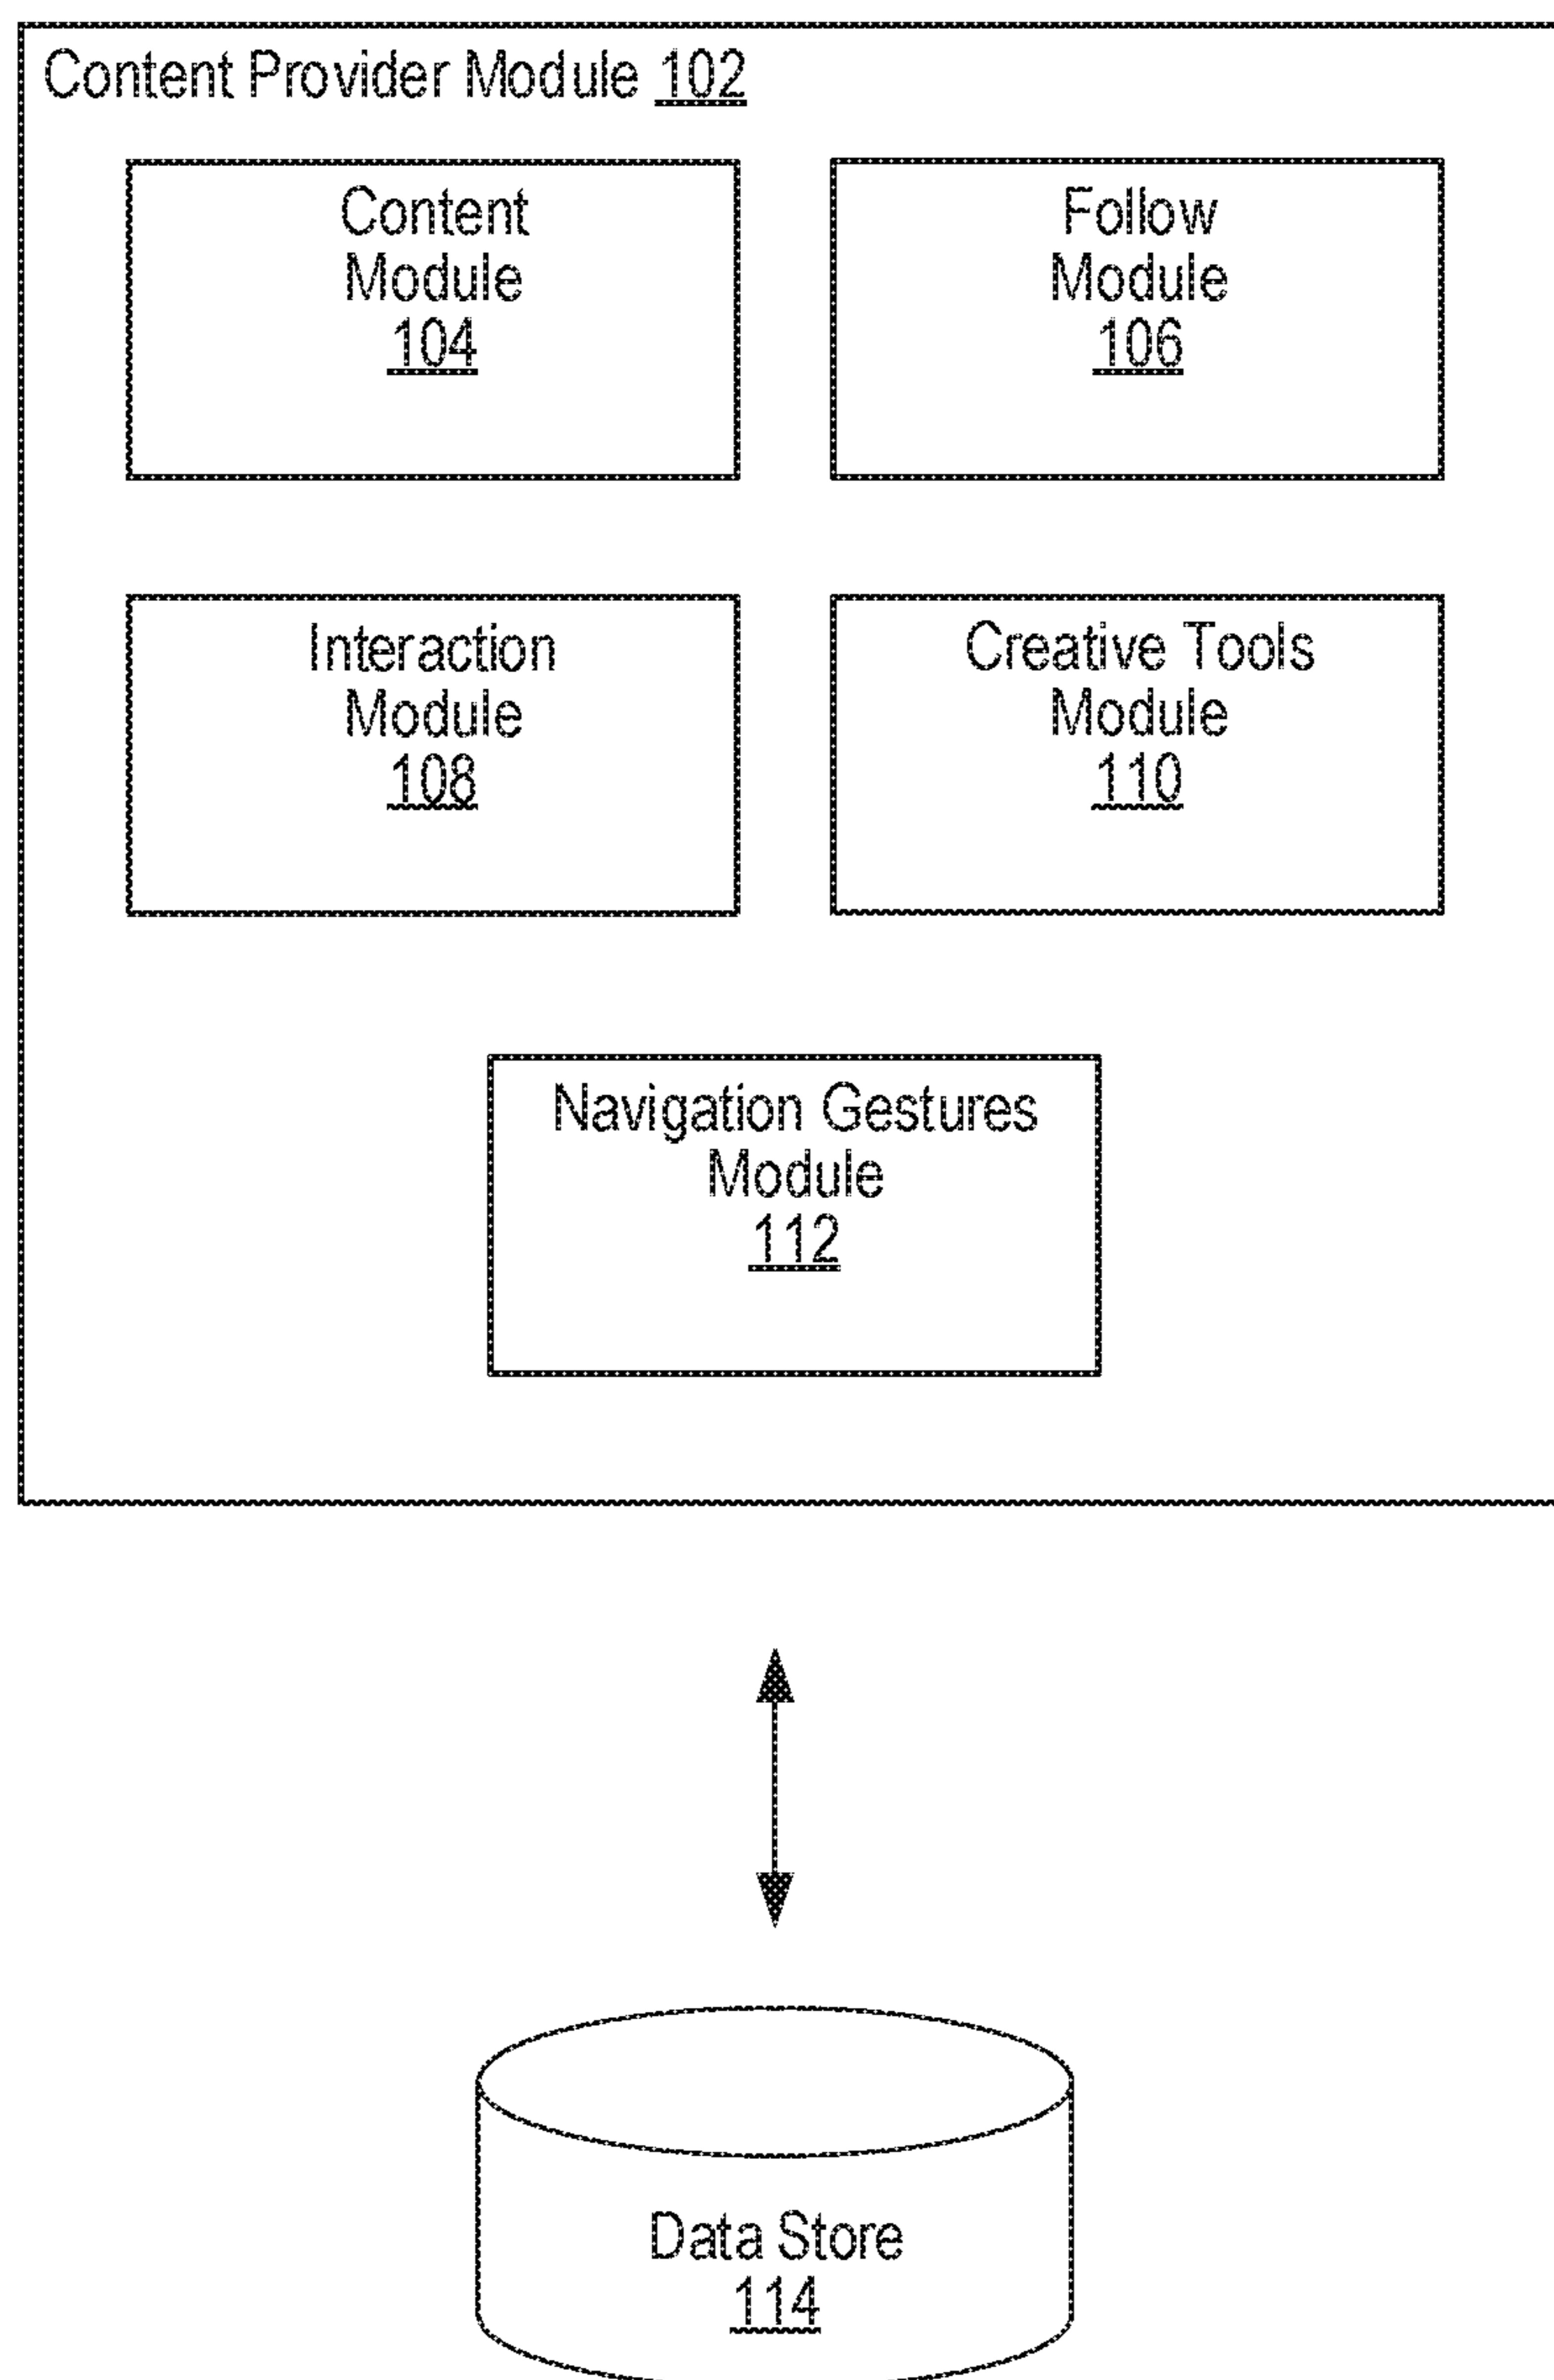 Content Provider Module 102
Content
Module
104
Follow
Module
106
Interaction
Module
108
Creative Tools
Module
110
Navigation Gestures
Module
112
Data Store
114